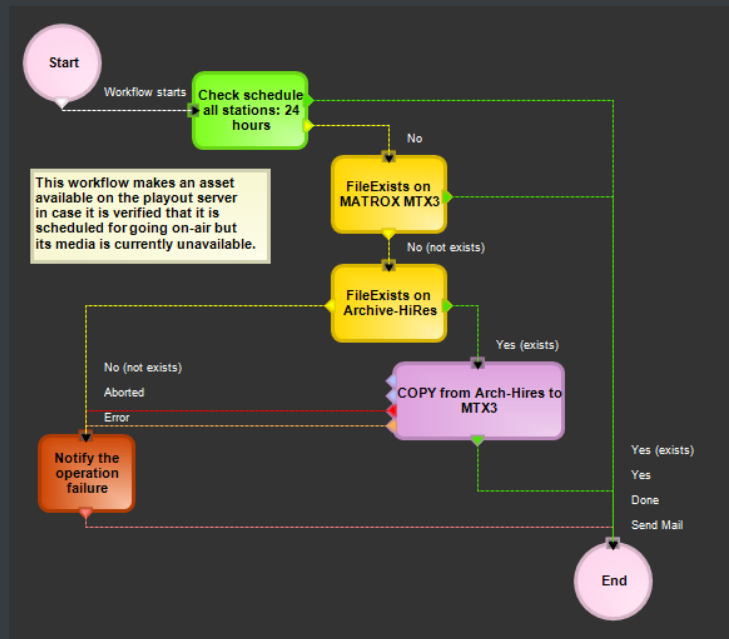 Start
Workflow starts
Check schedule
all stations: 24
hours
No
FileExists on
MATROX MTX3
This workflow makes an asset
available on the playout server
in case it is verified that it is
scheduled for going on-air but
its media is currently unavailable.
No (not exists)
FileExists on
Archive-HiRes
Yes (exists)
No (not exists)
Aborted
Error
COPY from Arch-Hires to
MTX3
Notify the
operation
failure
Yes (exists)
Yes
Done
Send Mail
End